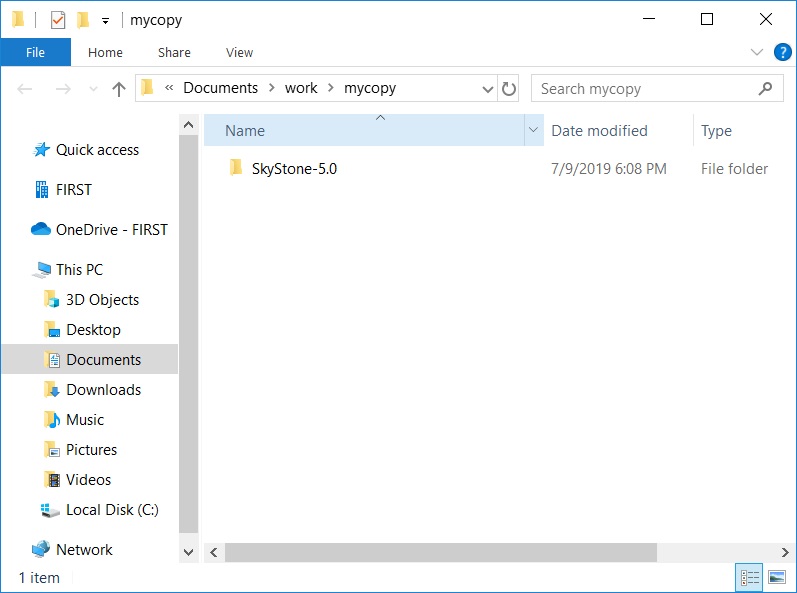 mycopy
File Home Share View
« Documents > work > mycopy Search mycopy
Name Date modified Type
SkyStone-5.0 7/9/2019 6:08 PM File folder
Quick access
FIRST
OneDrive - FIRST
This PC
3D Objects
Desktop
Documents
Downloads
Music
Pictures
Videos
Local Disk (C:)
Network
1 item